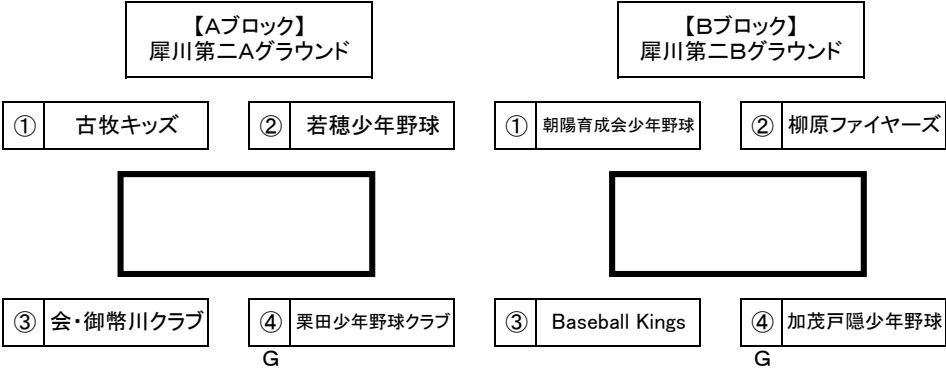 【Aブロック】
犀川第二Aグラウンド
【Bブロック】
犀川第二Bグラウンド
① 古牧キッズ
② 若穂少年野球
① 朝陽育成会少年野球
② 柳原ファイヤーズ
③ 会・御幣川クラブ
④ 栗田少年野球クラブ
③ Baseball Kings
④ 加茂戸隠少年野球
G
G